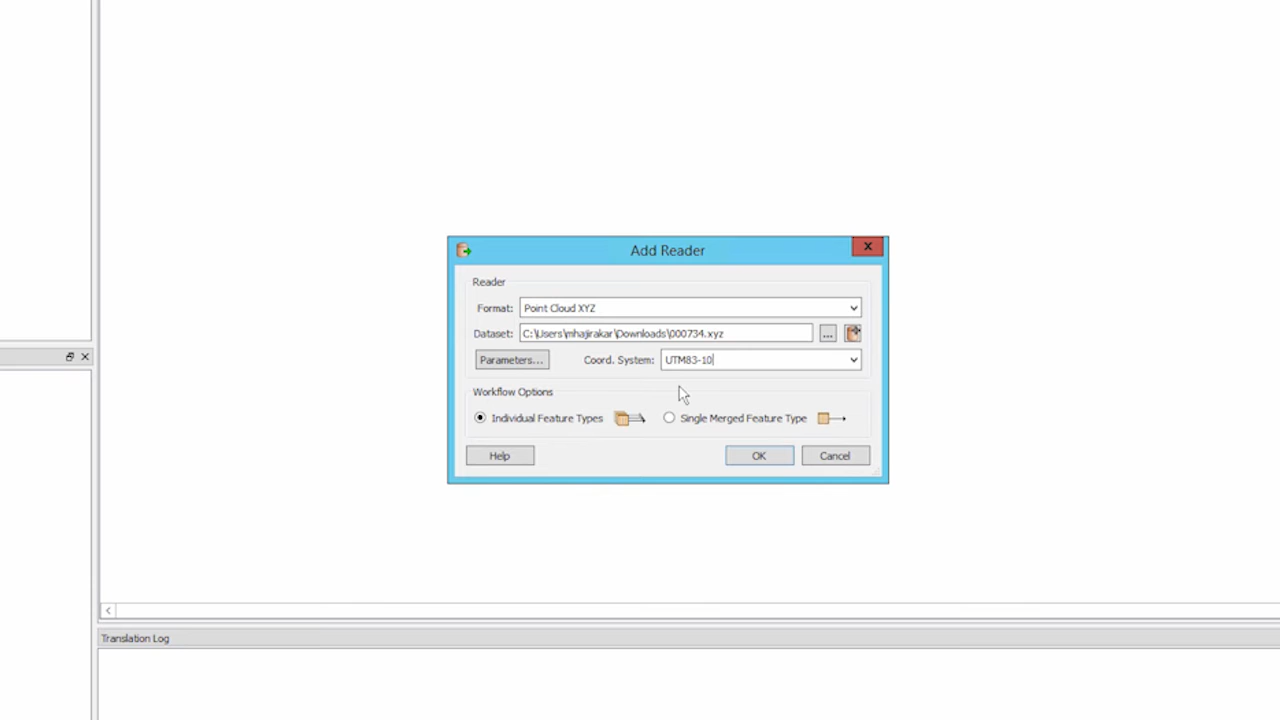 Add Reader
X
Reader
Format: Point Cloud XYZ
Dataset: C:\Users\mhajirakar\Downloads\000734.xyz ...
Parameters... Coord. System: UTM83-10
Workflow Options
Individual Feature Types Single Merged Feature Type
Help OK Cancel
Translation Log